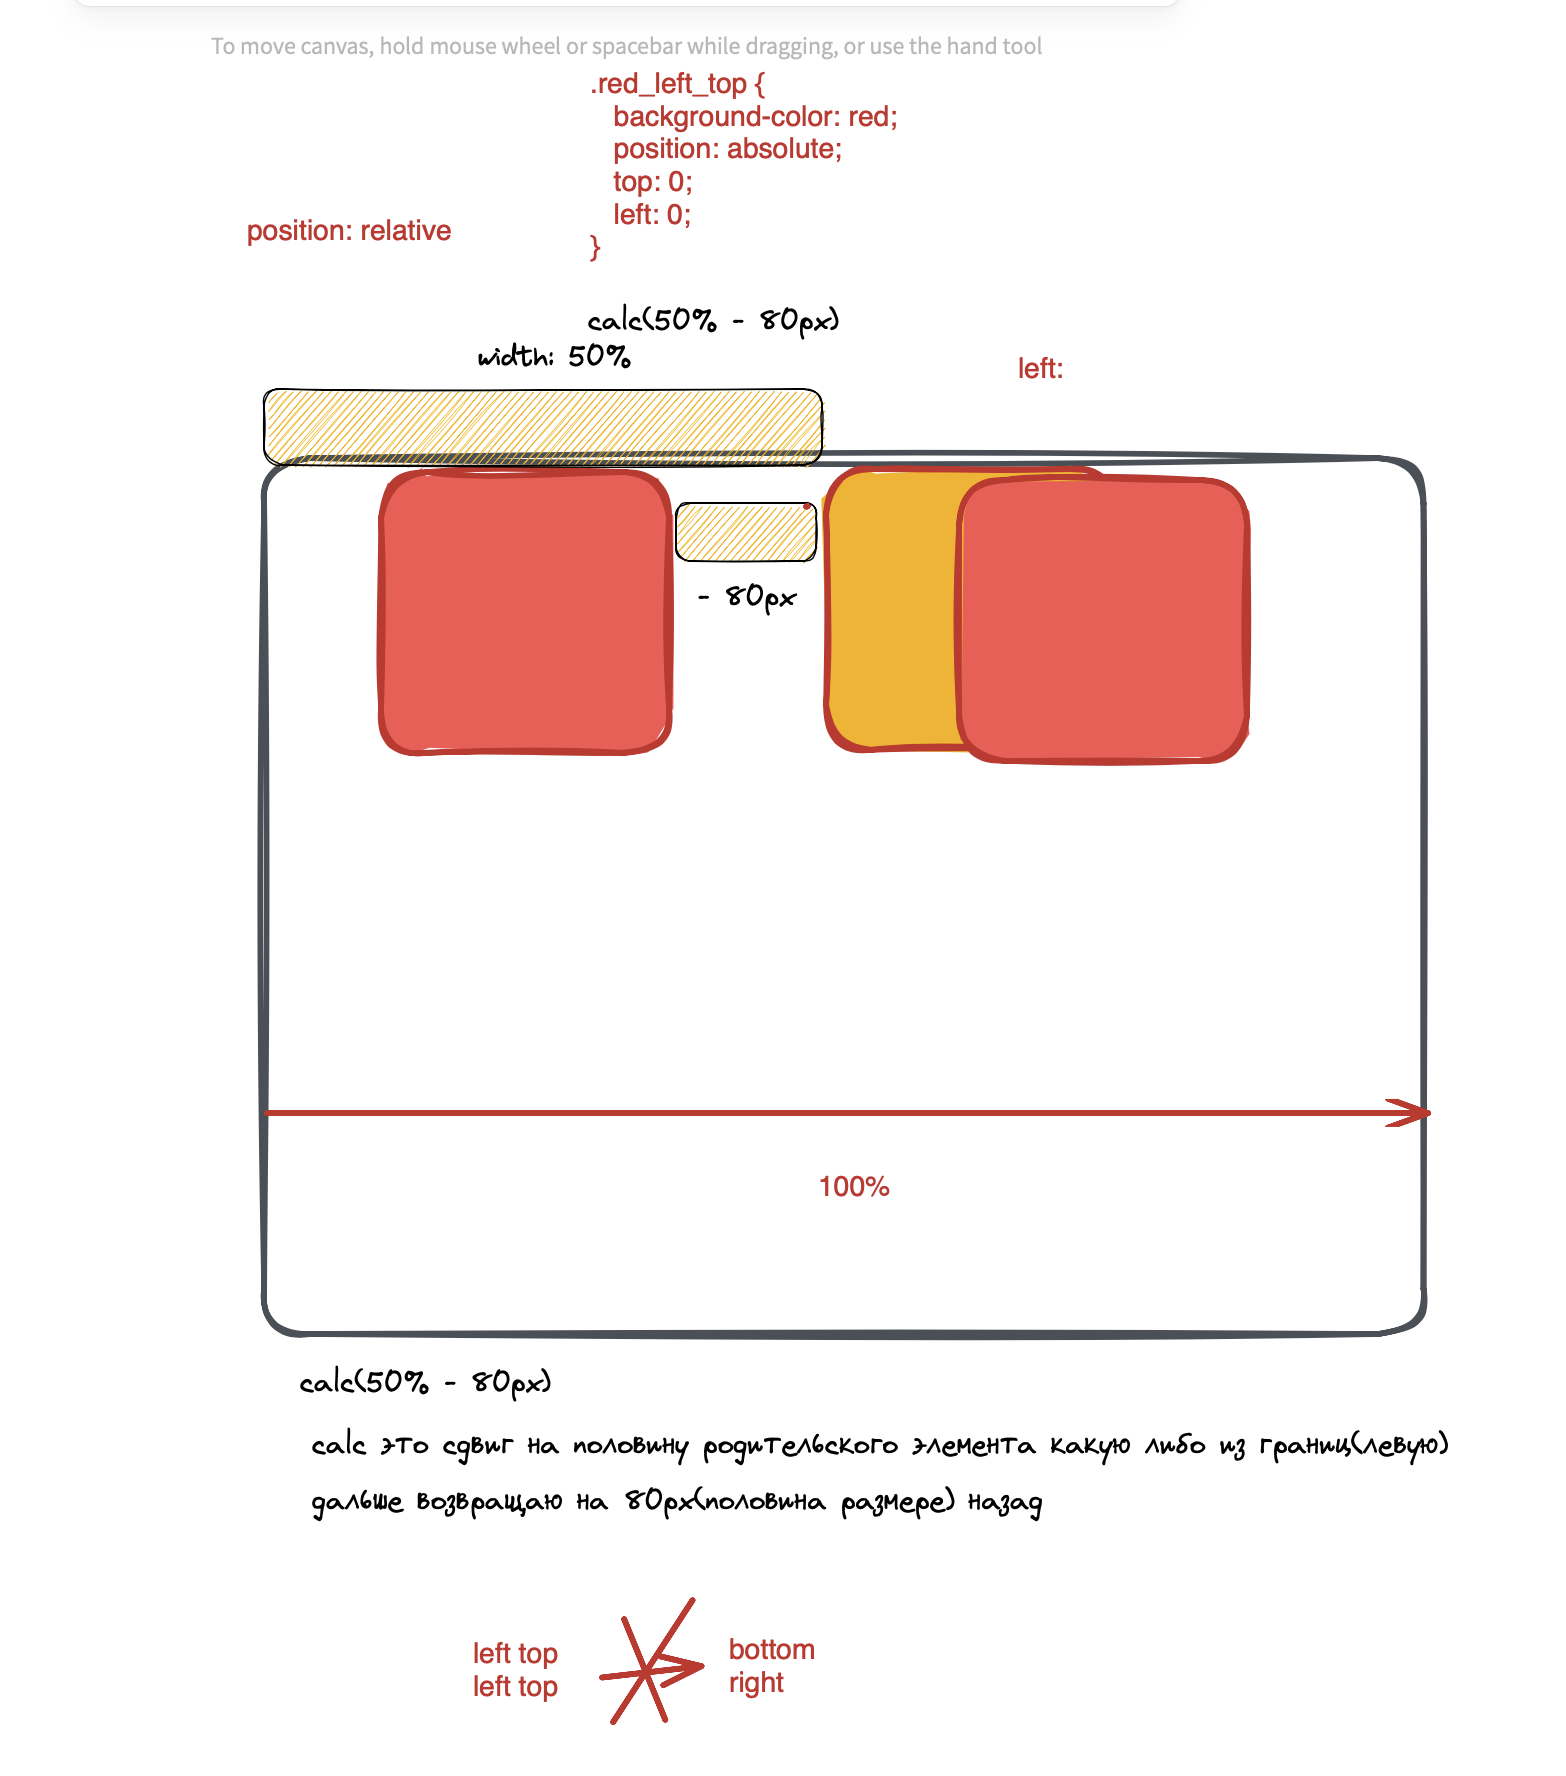 To move canvas, hold mouse wheel or spacebar while dragging, or use the hand tool
.red_left_top {
background-color: red;
position: absolute;
top: 0;
left: 0;
}
position: relative
calc(50% - 80px)
width: 50%
left:
- 80px
100%
calc(50% - 80px)
calc это сдвиг на половину родительского элемента какую либо из границ(левую)
дальше возвращаю на 80px(половина размере) назад
left top
left top
bottom
right